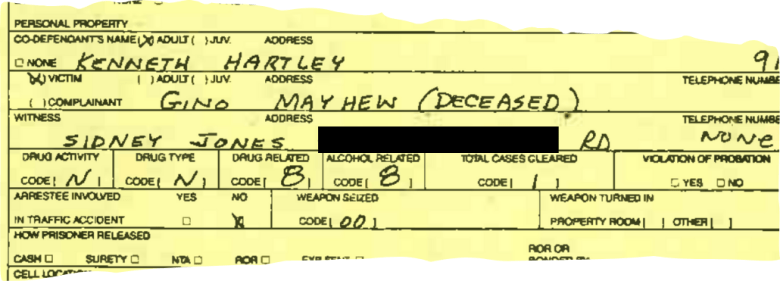 PERSONAL PROPERTY
CO-DEFENDANT'S NAME (X) ADULT ( ) JUV. ADDRESS
☐ NONE KENNETH HARTLEY 91
(X) VICTIM ( ) ADULT ( ) JUV. ADDRESS TELEPHONE NUMBE
( ) COMPLAINANT GINO MAYHEW (DECEASED)
WITNESS ADDRESS TELEPHONE NUMBE
SIDNEY JONES RD NONE
DRUG ACTIVITY DRUG TYPE DRUG RELATED ALCOHOL RELATED TOTAL CASES CLEARED VIOLATION OF PROBATION
CODE [ N ] CODE [ N ] CODE [ 8 ] CODE [ 8 ] CODE [ 1 ] ☐ YES ☐ NO
ARRESTEE INVOLVED YES NO WEAPON SEIZED WEAPON TURNED IN
IN TRAFFIC ACCIDENT ☐ X CODE [ 00 ] PROPERTY ROOM [ ] OTHER [ ]
HOW PRISONER RELEASED
ROR OR
CASH ☐ SURETY ☐ NTA ☐ ROR ☐
CELL LOCATION